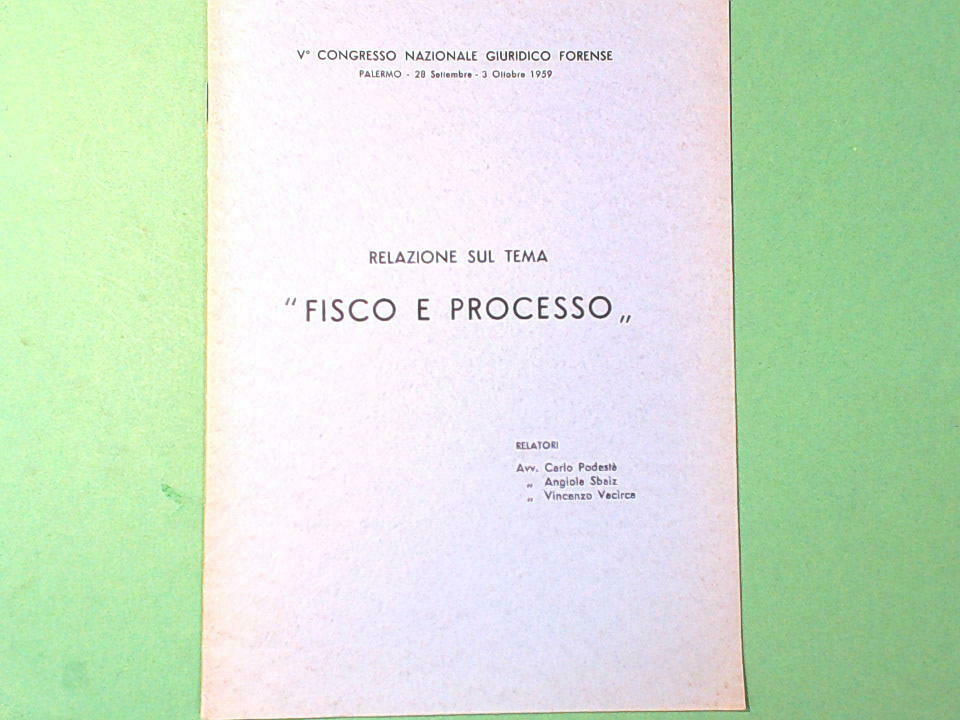 V° CONGRESSO NAZIONALE GIURIDICO FORENSE
PALERMO - 28 Settembre - 3 Ottobre 1959
RELAZIONE SUL TEMA
“FISCO E PROCESSO„
RELATORI
Avv. Carlo Podestà
„ Angiola Sbaiz
„ Vincenzo Vacirca